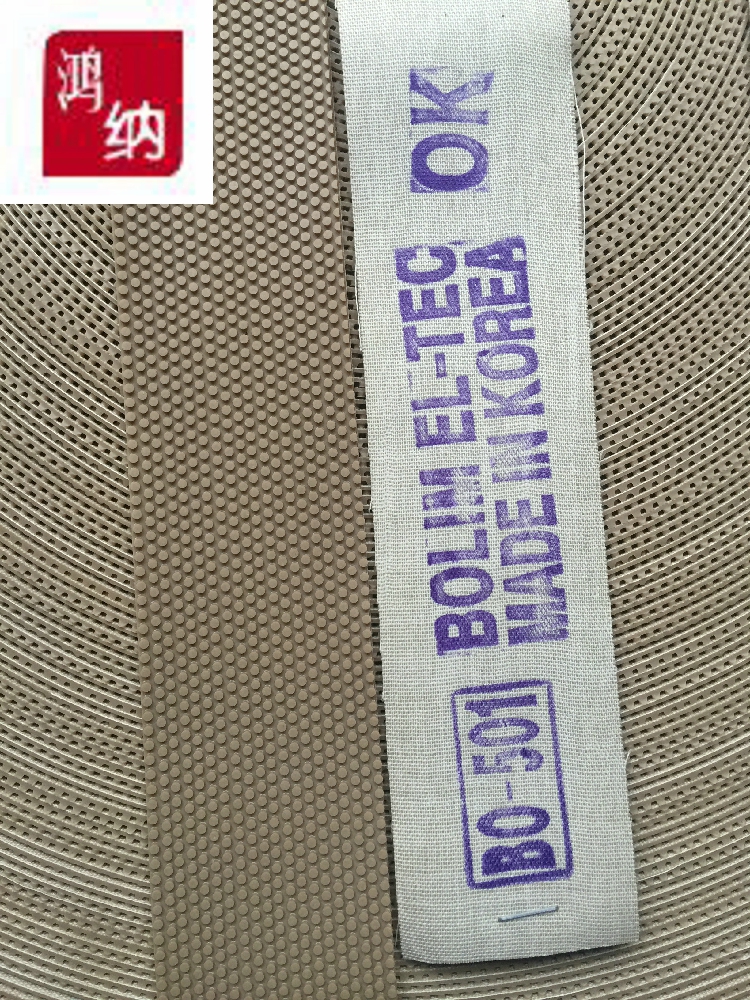 鸿
纳
OK
BOLIM EL-TEC
MADE IN KOREA
BO-501